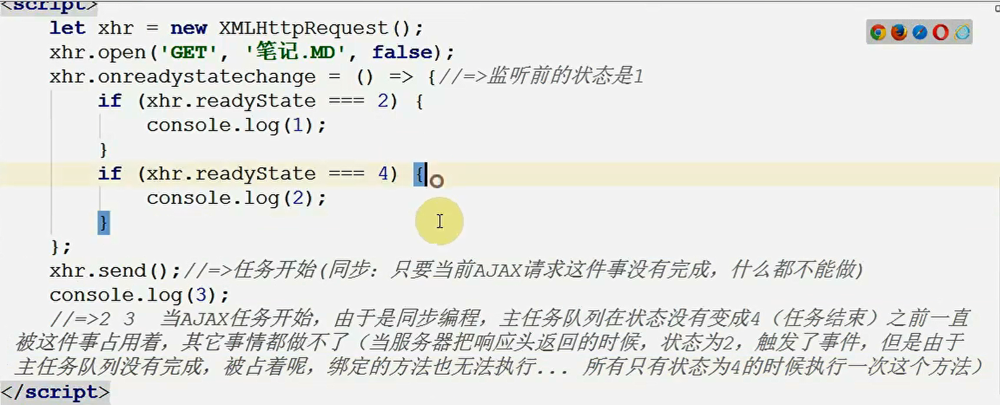 <script>
let xhr = new XMLHttpRequest();
xhr.open('GET', '笔记.MD', false);
xhr.onreadystatechange = () => {//=>监听前的状态是1
if (xhr.readyState === 2) {
console.log(1);
}
if (xhr.readyState === 4) {
console.log(2);
}
};
xhr.send();//=>任务开始(同步：只要当前AJAX请求这件事没有完成，什么都不能做)
console.log(3);
//=>2 3 当AJAX任务开始，由于是同步编程，主任务队列在状态没有变成4（任务结束）之前一直
被这件事占用着，其它事情都做不了（当服务器把响应头返回的时候，状态为2，触发了事件，但是由于
主任务队列没有完成，被占着呢，绑定的方法也无法执行... 所有只有状态为4的时候执行一次这个方法）
</script>